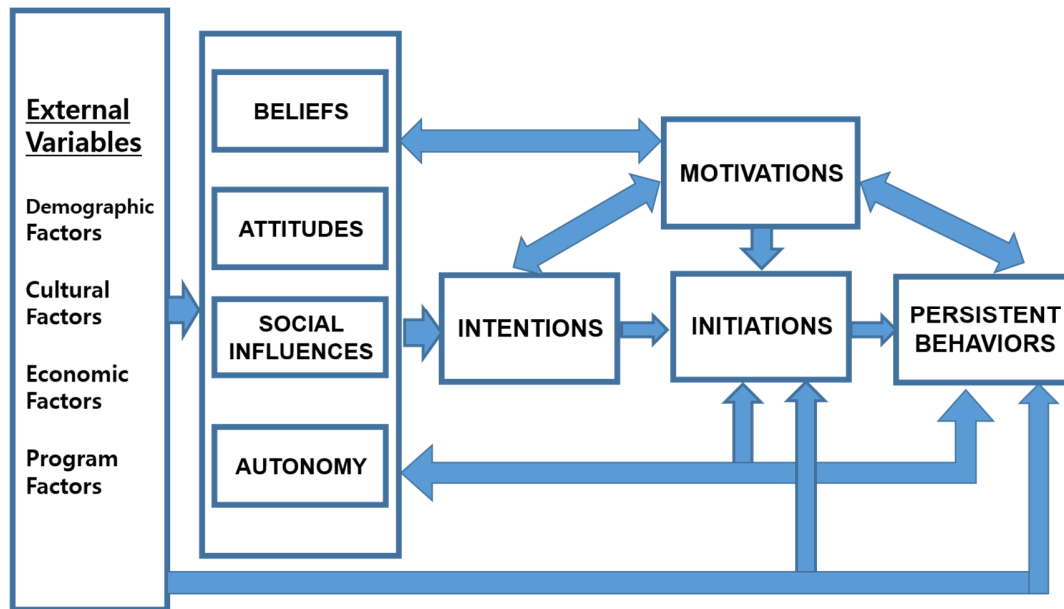 External
Variables
Demographic
Factors
Cultural
Factors
Economic
Factors
Program
Factors
BELIEFS
ATTITUDES
SOCIAL
INFLUENCES
AUTONOMY
MOTIVATIONS
INTENTIONS
INITIATIONS
PERSISTENT
BEHAVIORS